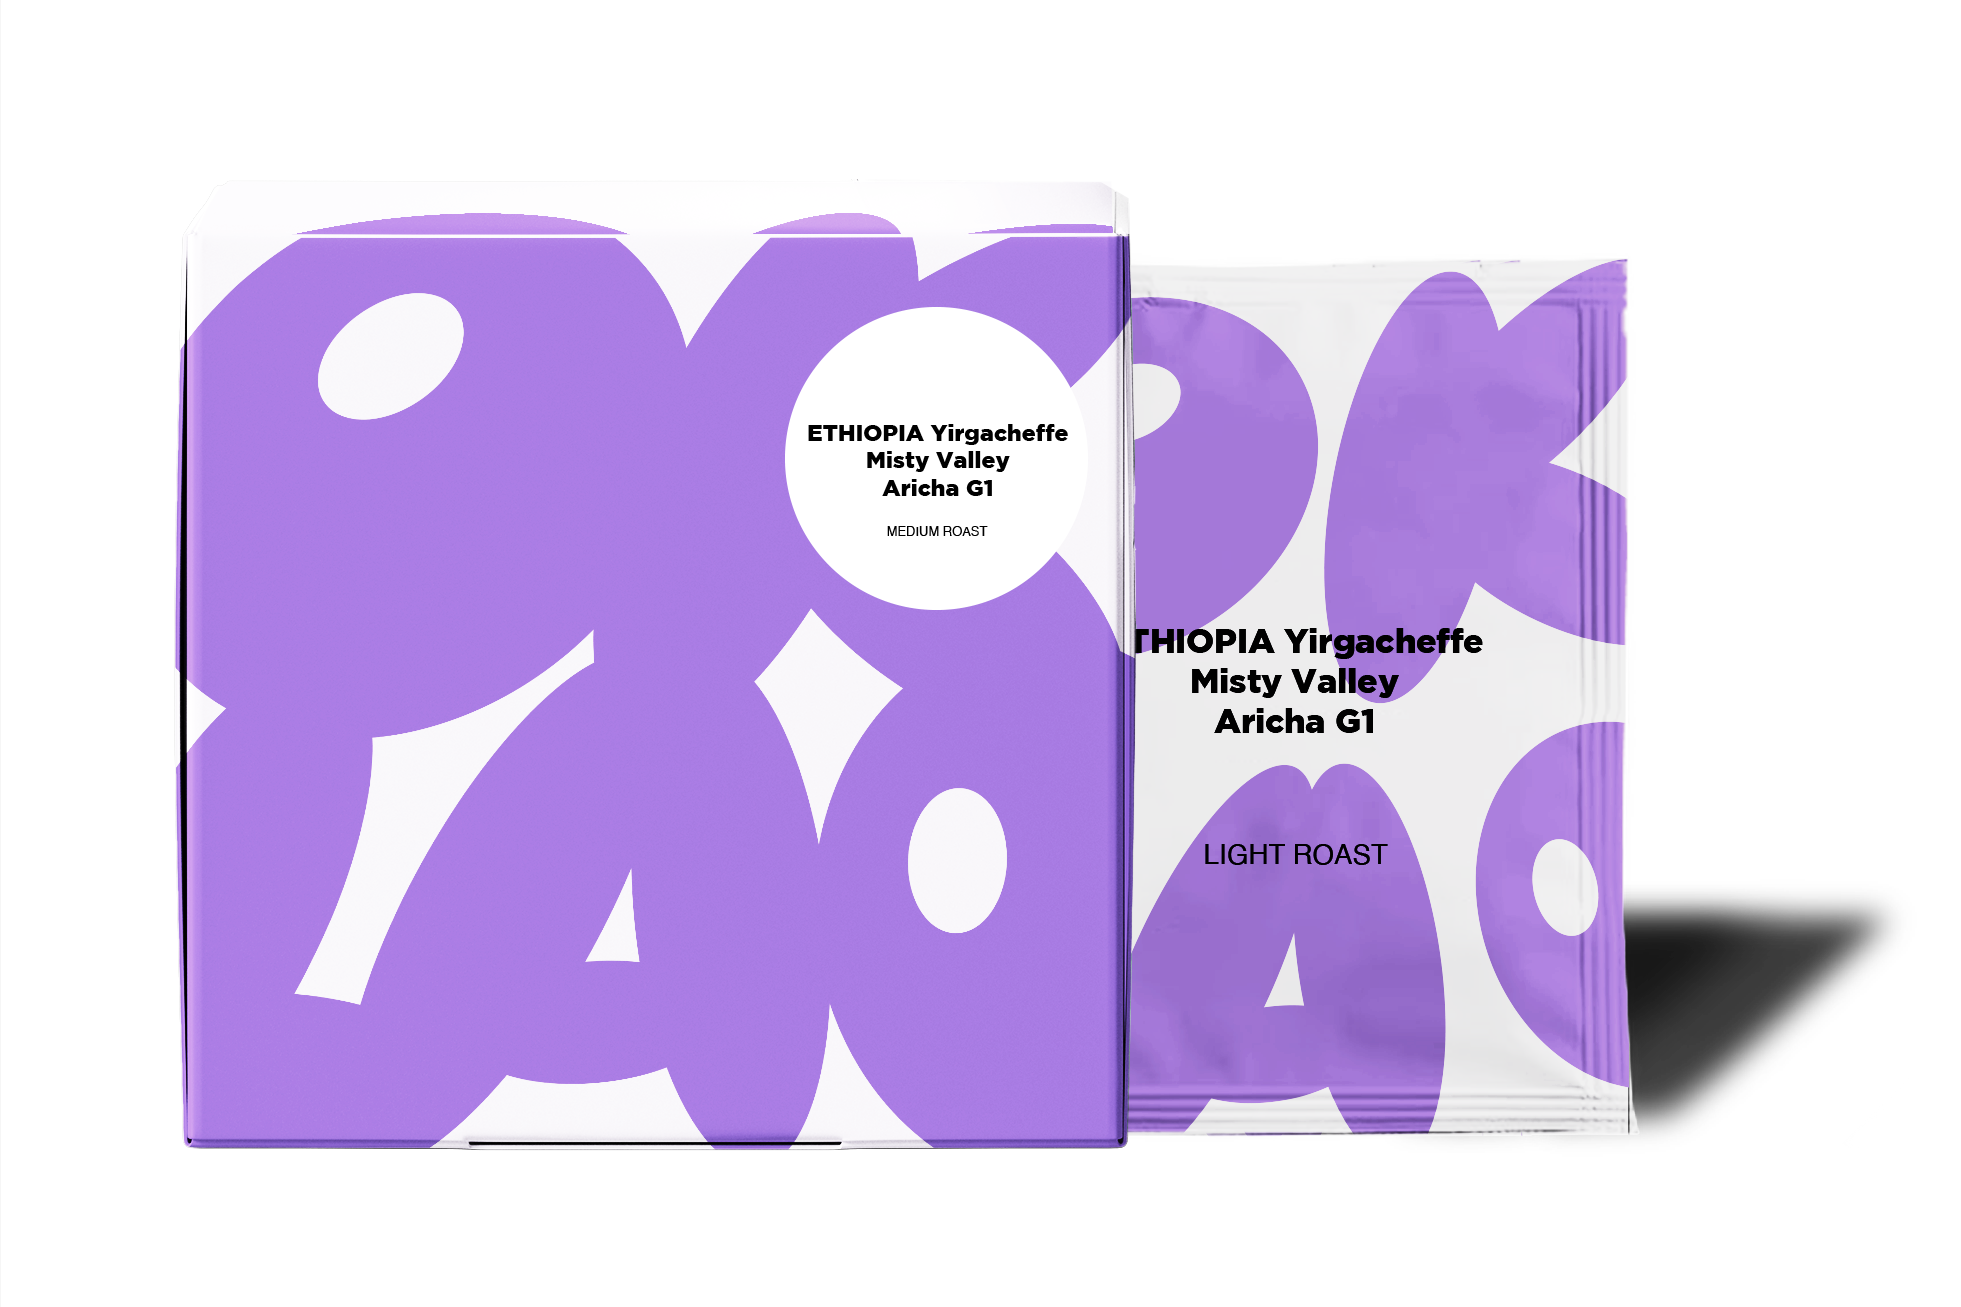 ETHIOPIA Yirgacheffe
Misty Valley
Aricha G1
MEDIUM ROAST
THIOPIA Yirgacheffe
Misty Valley
Aricha G1
LIGHT ROAST